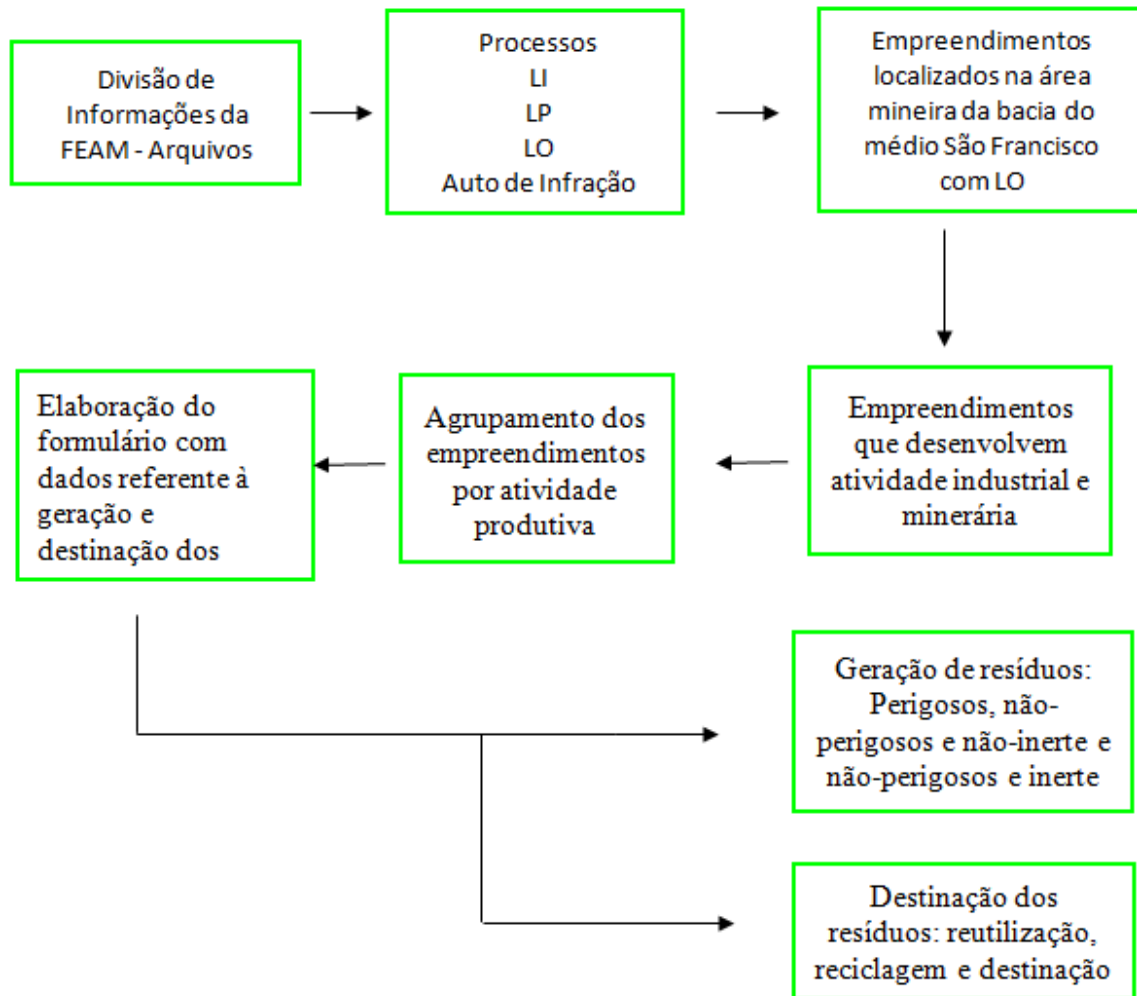 Divisão de
Informações da
FEAM - Arquivos
Processos
LI
LP
LO
Auto de Infração
Empreendimentos
localizados na área
mineira da bacia do
médio São Francisco
com LO
Empreendimentos
que desenvolvem
atividade industrial e
minerária
Agrupamento dos
empreendimentos
por atividade
produtiva
Elaboração do
formulário com
dados referente à
geração e
destinação dos
Geração de resíduos:
Perigosos, não-
perigosos e não-inerte e
não-perigosos e inerte
Destinação dos
resíduos: reutilização,
reciclagem e destinação